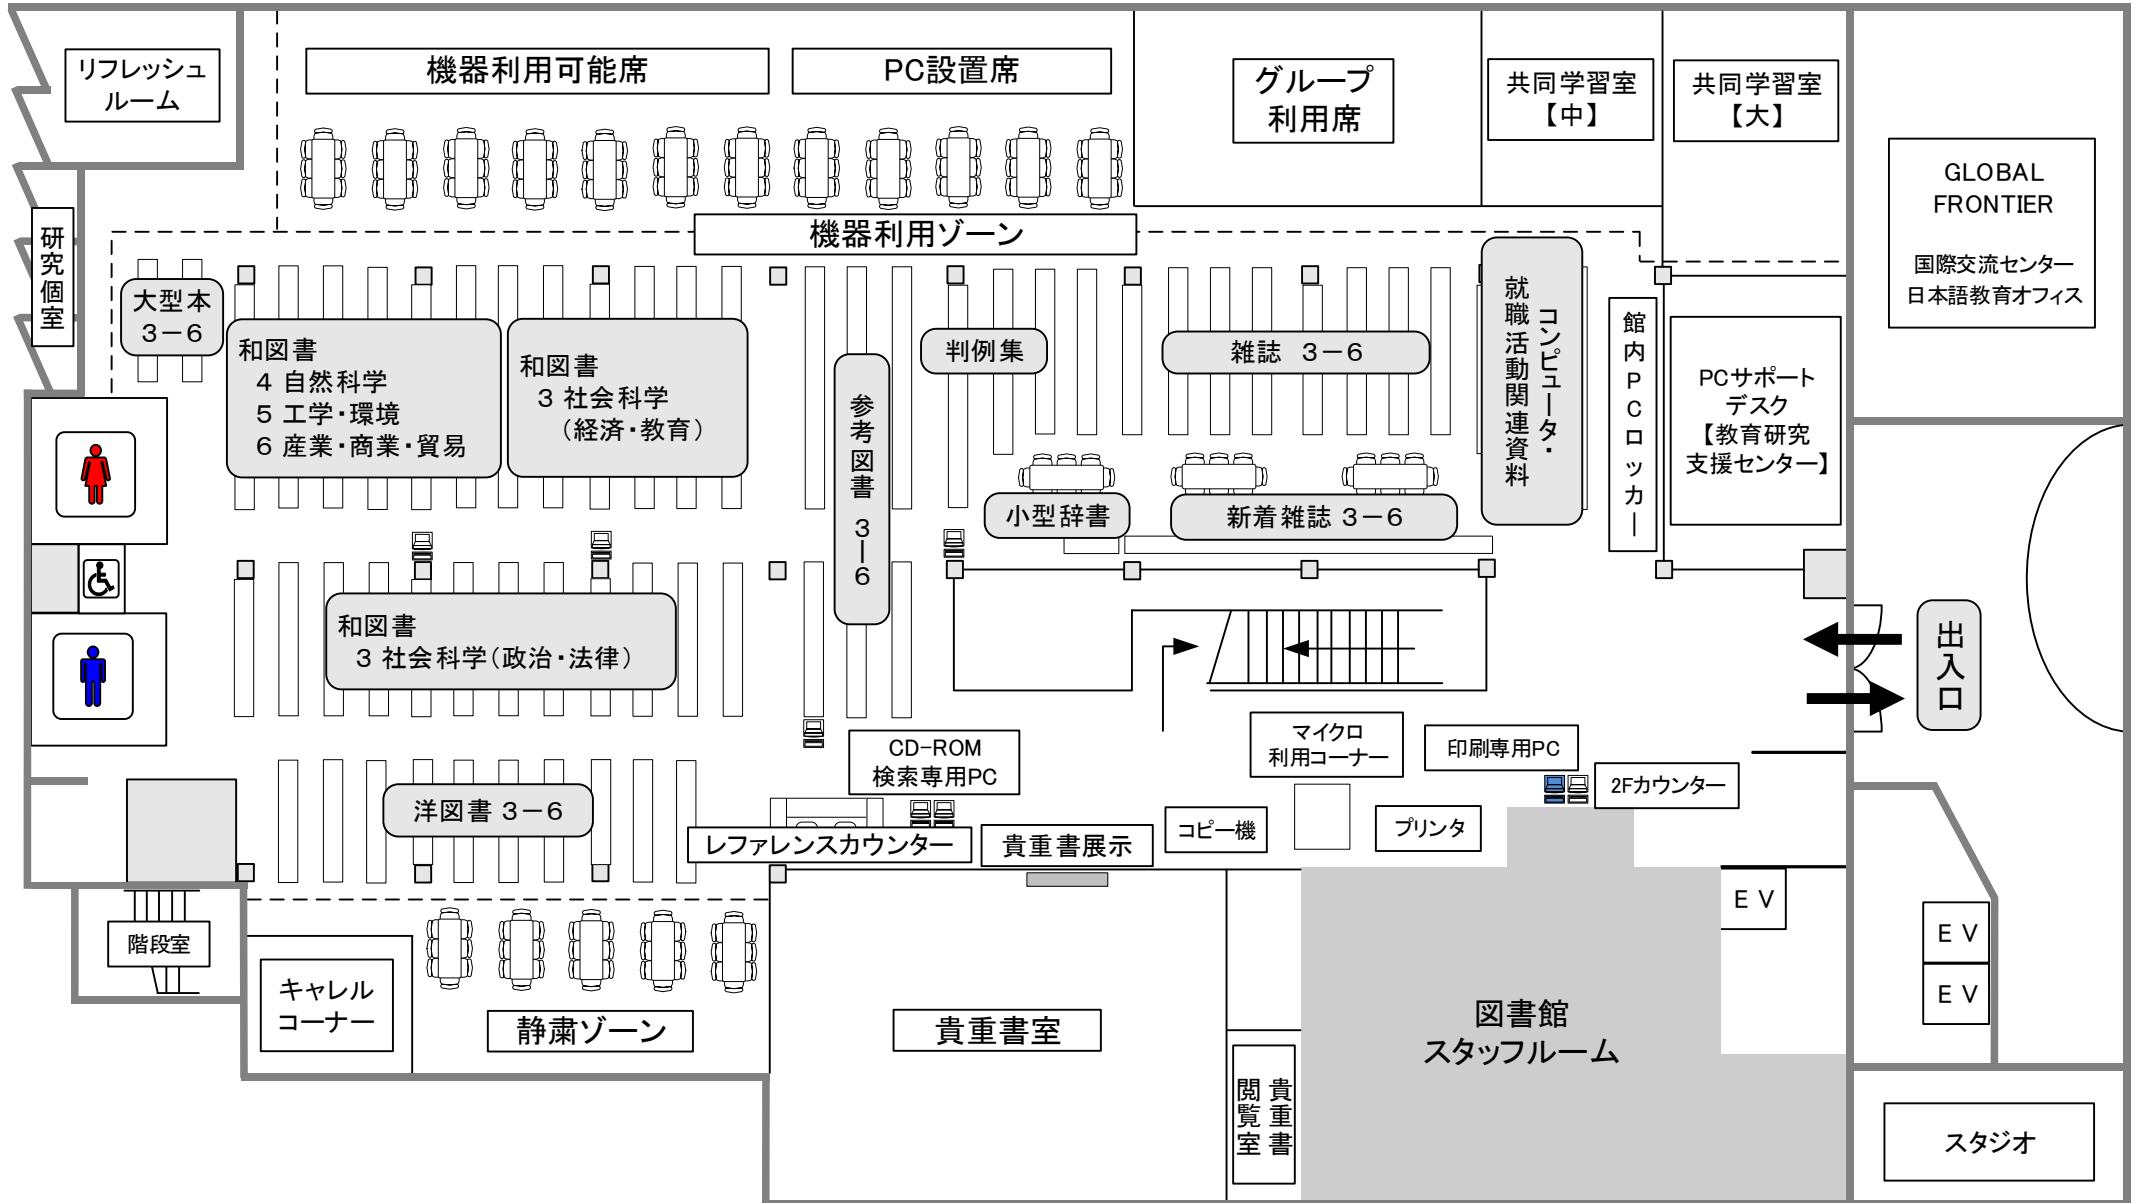 リフレッシュ
ルーム
機器利用可能席
PC設置席
グループ
利用席
共同学習室
【中】
共同学習室
【大】
GLOBAL
FRONTIER
国際交流センター
日本語教育オフィス
機器利用ゾーン
研究個室
大型本
3－6
和図書
4 自然科学
5 工学・環境
6 産業・商業・貿易
和図書
3 社会科学
（経済・教育）
参考図書 3－6
判例集
雑誌 3－6
コンピュータ・
就職活動関連資料
館内PCロッカー
PCサポート
デスク
【教育研究
支援センター】
小型辞書
新着雑誌 3－6
和図書
3 社会科学（政治・法律）
出入口
CD-ROM
検索専用PC
マイクロ
利用コーナー
印刷専用PC
2Fカウンター
洋図書 3－6
レファレンスカウンター
貴重書展示
コピー機
プリンタ
EV
階段室
EV
EV
キャレル
コーナー
静粛ゾーン
貴重書室
図書館
スタッフルーム
貴重書
閲覧室
スタジオ